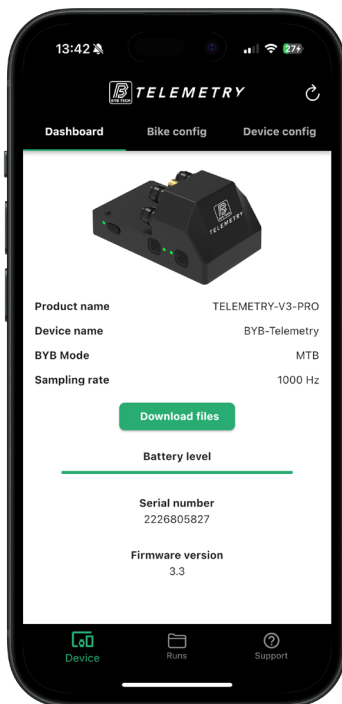 13:42
27
BYB TECH
TELEMETRY
Dashboard Bike config Device config
TELEMETRY
Product name TELEMETRY-V3-PRO
Device name BYB-Telemetry
BYB Mode MTB
Sampling rate 1000 Hz
Download files
Battery level
Serial number
2226805827
Firmware version
3.3
Device Runs Support